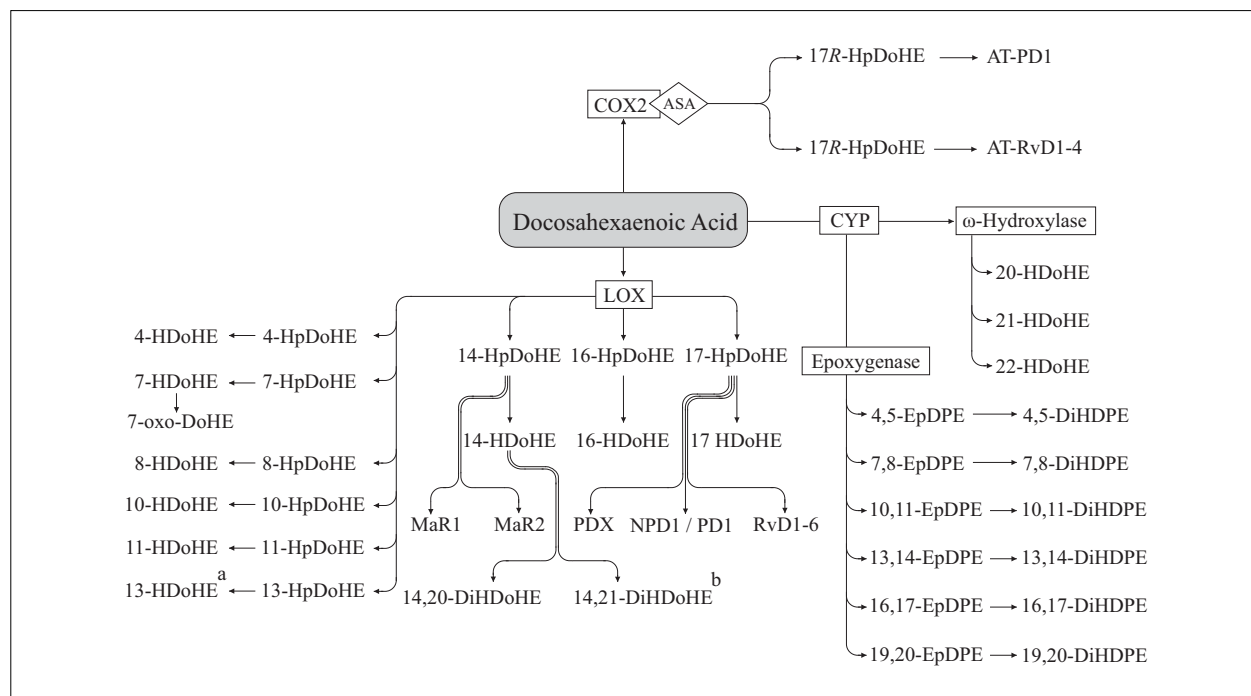 17R-HpDoHE AT-PD1
COX2 ASA
17R-HpDoHE AT-RvD1-4
Docosahexaenoic Acid CYP ω-Hydroxylase
20-HDoHE
LOX
21-HDoHE
4-HDoHE 4-HpDoHE
14-HpDoHE 16-HpDoHE 17-HpDoHE
Epoxygenase 22-HDoHE
7-HDoHE 7-HpDoHE
7-oxo-DoHE
4,5-EpDPE 4,5-DiHDPE
14-HDoHE 16-HDoHE 17 HDoHE
8-HDoHE 8-HpDoHE
7,8-EpDPE 7,8-DiHDPE
10-HDoHE 10-HpDoHE
10,11-EpDPE 10,11-DiHDPE
MaR1 MaR2 PDX NPD1 / PD1 RvD1-6
11-HDoHE 11-HpDoHE
13,14-EpDPE 13,14-DiHDPE
13-HDoHE a 13-HpDoHE
14,20-DiHDoHE 14,21-DiHDoHE b
16,17-EpDPE 16,17-DiHDPE
19,20-EpDPE 19,20-DiHDPE